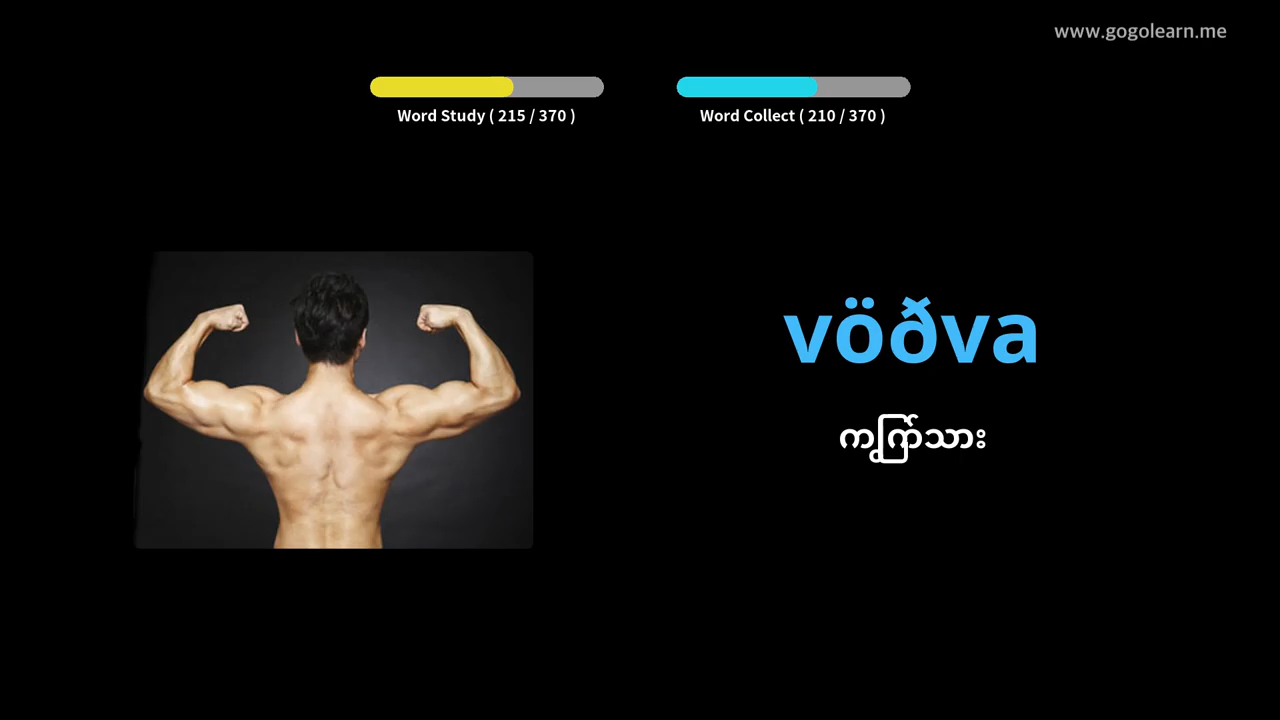 www.gogolearn.me
Word Study ( 215 / 370 )
Word Collect ( 210 / 370 )
vöðva
ကွကြ်သား